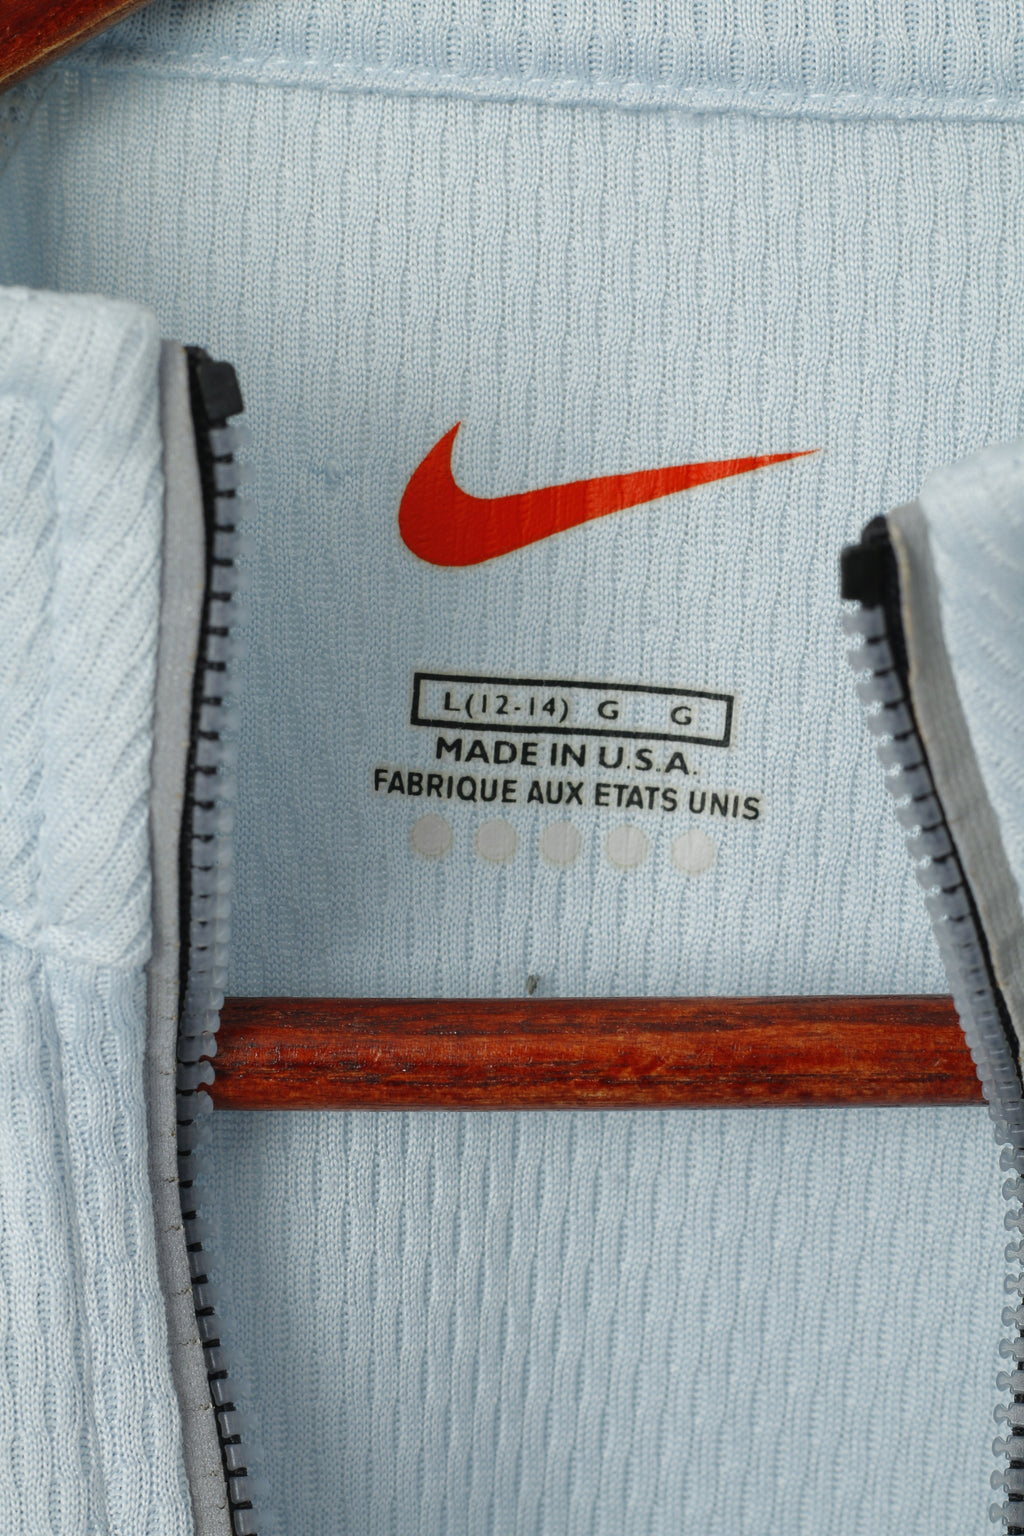 L(12-14) G G
MADE IN U.S.A.
FABRIQUE AUX ETATS UNIS